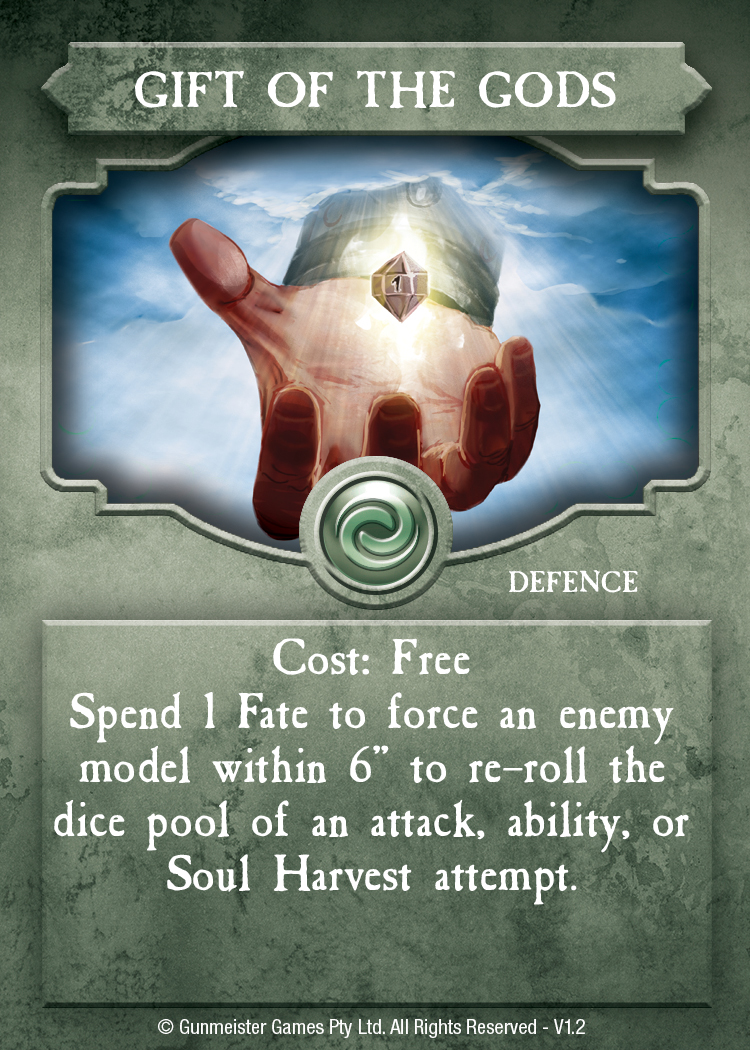 GIFT OF THE GODS
1
DEFENCE
Cost: Free
Spend 1 Fate to force an enemy
model within 6" to re-roll the
dice pool of an attack, ability, or
Soul Harvest attempt.
© Gunmeister Games Pty Ltd. All Rights Reserved - V1.2